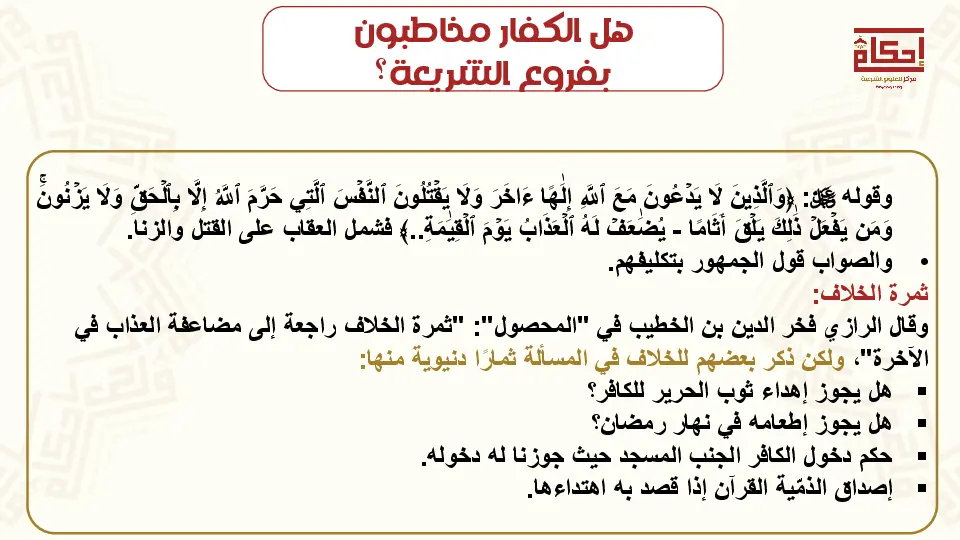 هل الكفار مخاطبون
بفروع الشريعة؟
إحكام
مركز للعلوم الشرعية
وقوله ﷻ: ﴿وَٱلَّذِينَ لَا يَدۡعُونَ مَعَ ٱللَّهِ إِلَٰهًا ءَاخَرَ وَلَا يَقۡتُلُونَ ٱلنَّفۡسَ ٱلَّتِي حَرَّمَ ٱللَّهُ إِلَّا بِٱلۡحَقِّ وَلَا يَزۡنُونَۚ
وَمَن يَفۡعَلۡ ذَٰلِكَ يَلۡقَ أَثَامًا - يُضَٰعَفۡ لَهُ ٱلۡعَذَابُ يَوۡمَ ٱلۡقِيَٰمَةِ..﴾ فشمل العقاب على القتل والزنا.
• والصواب قول الجمهور بتكليفهم.
ثمرة الخلاف:
وقال الرازي فخر الدين بن الخطيب في "المحصول": "ثمرة الخلاف راجعة إلى مضاعفة العذاب في
الآخرة"، ولكن ذكر بعضهم للخلاف في المسألة ثمارًا دنيوية منها:
▪ هل يجوز إهداء ثوب الحرير للكافر؟
▪ هل يجوز إطعامه في نهار رمضان؟
▪ حكم دخول الكافر الجنب المسجد حيث جوزنا له دخوله.
▪ إصداق الذمّية القرآن إذا قصد به اهتداءها.